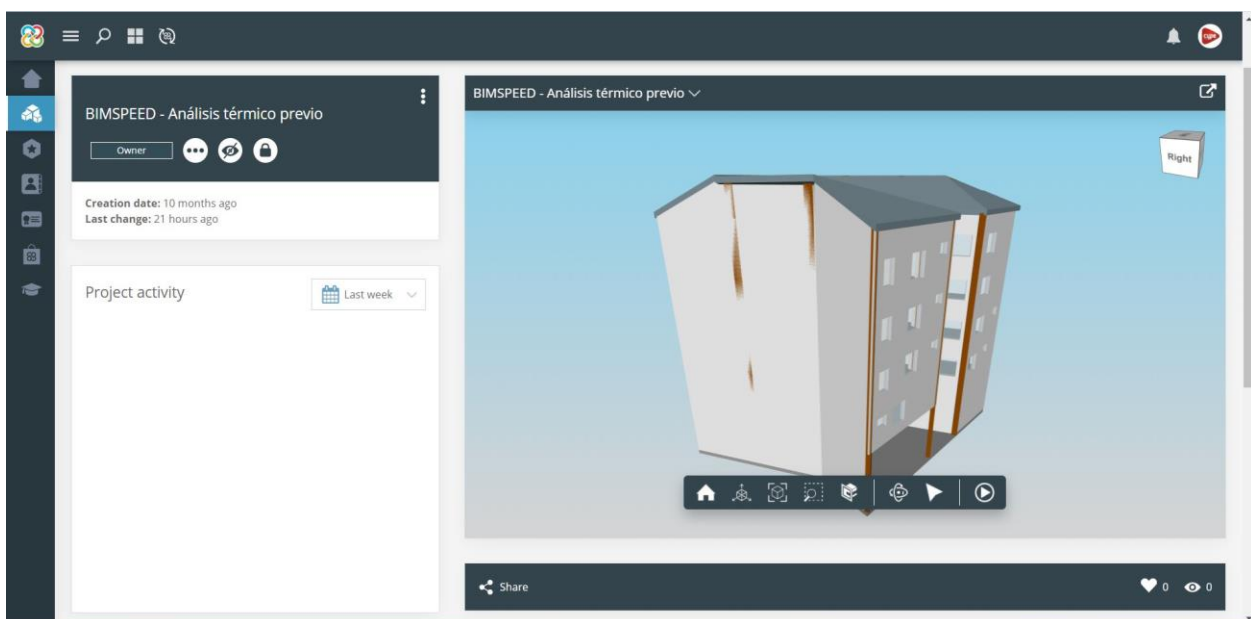 BIMSPEED - Análisis térmico previo
Owner
Creation date: 10 months ago
Last change: 21 hours ago
Project activity
Last week
BIMSPEED - Análisis térmico previo
Right
Share
0
0